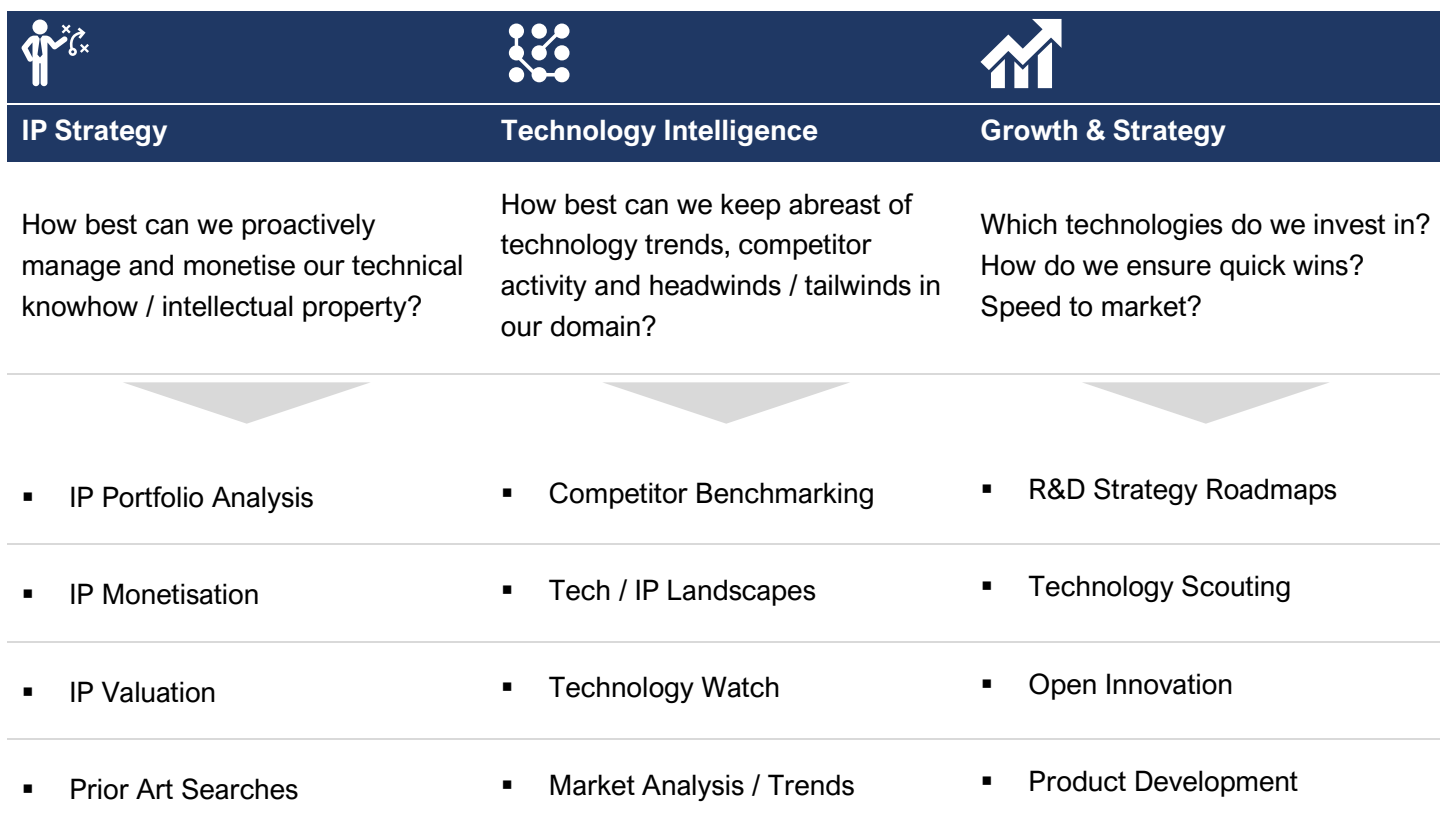 IP Strategy
Technology Intelligence
Growth & Strategy
How best can we proactively
manage and monetise our technical
knowhow / intellectual property?
How best can we keep abreast of
technology trends, competitor
activity and headwinds / tailwinds in
our domain?
Which technologies do we invest in?
How do we ensure quick wins?
Speed to market?
▪ IP Portfolio Analysis
▪ Competitor Benchmarking
▪ R&D Strategy Roadmaps
▪ IP Monetisation
▪ Tech / IP Landscapes
▪ Technology Scouting
▪ IP Valuation
▪ Technology Watch
▪ Open Innovation
▪ Prior Art Searches
▪ Market Analysis / Trends
▪ Product Development